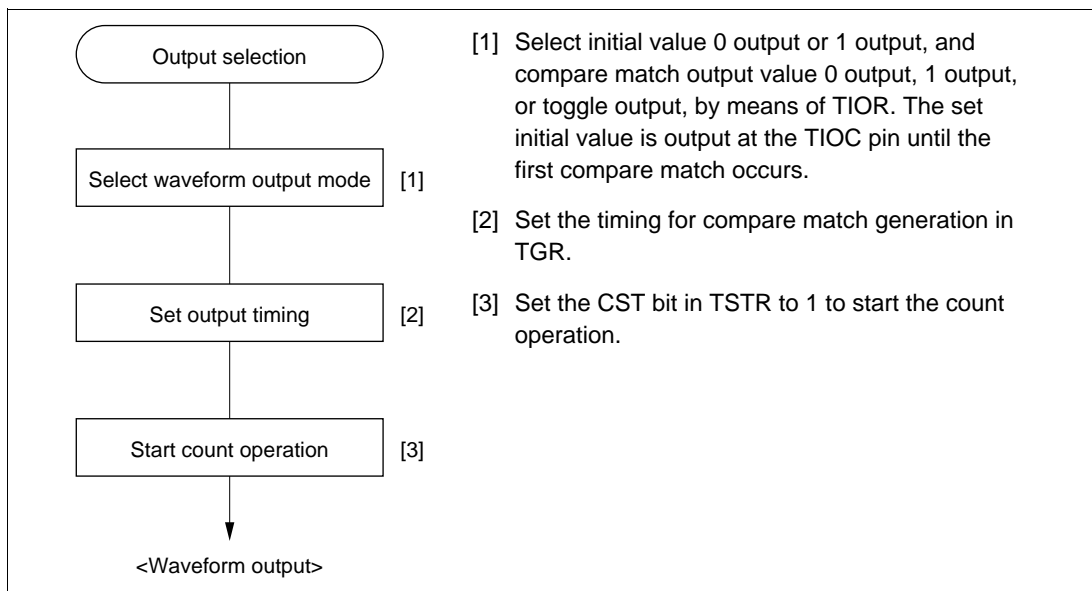 Output selection
Select waveform output mode [1]
Set output timing [2]
Start count operation [3]
<Waveform output>
[1] Select initial value 0 output or 1 output, and
compare match output value 0 output, 1 output,
or toggle output, by means of TIOR. The set
initial value is output at the TIOC pin until the
first compare match occurs.
[2] Set the timing for compare match generation in
TGR.
[3] Set the CST bit in TSTR to 1 to start the count
operation.